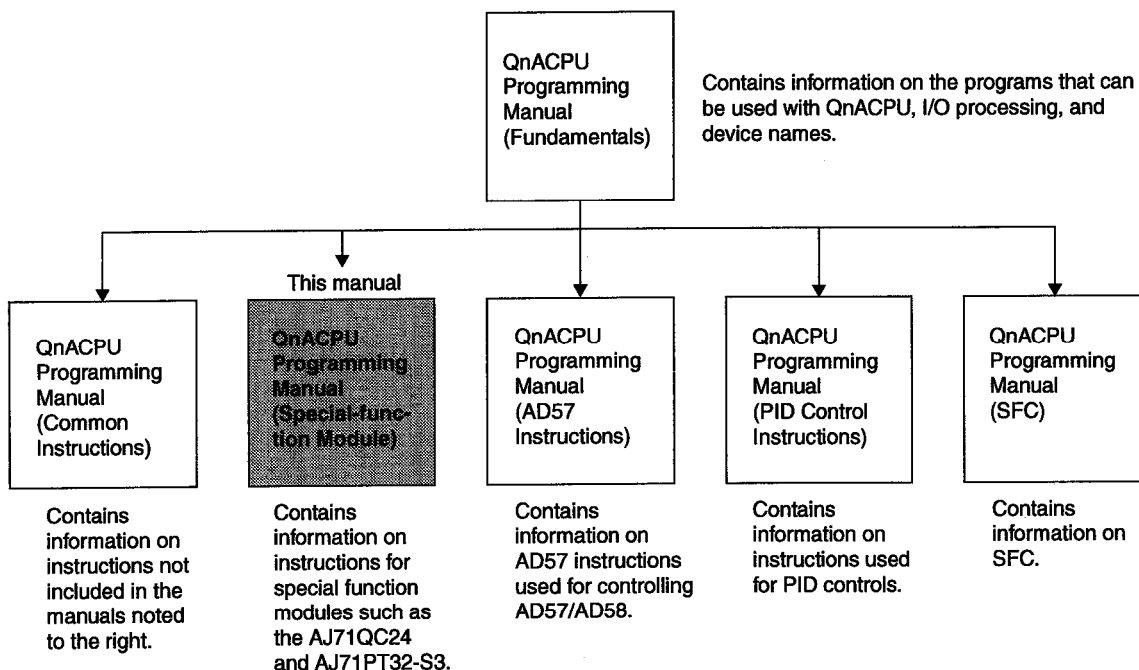 QnACPU
Programming
Manual
(Fundamentals)
Contains information on the programs that can
be used with QnACPU, I/O processing, and
device names.
This manual
QnACPU
Programming
Manual
(Common
Instructions)
QnACPU
Programming
Manual
(Special-func-
tion Module)
QnACPU
Programming
Manual
(AD57
Instructions)
QnACPU
Programming
Manual
(PID Control
Instructions)
QnACPU
Programming
Manual
(SFC)
Contains
information on
instructions not
included in the
manuals noted
to the right.
Contains
information on
instructions for
special function
modules such as
the AJ71QC24
and AJ71PT32-S3.
Contains
information on
AD57 instructions
used for controlling
AD57/AD58.
Contains
information on
instructions used
for PID controls.
Contains
information on
SFC.